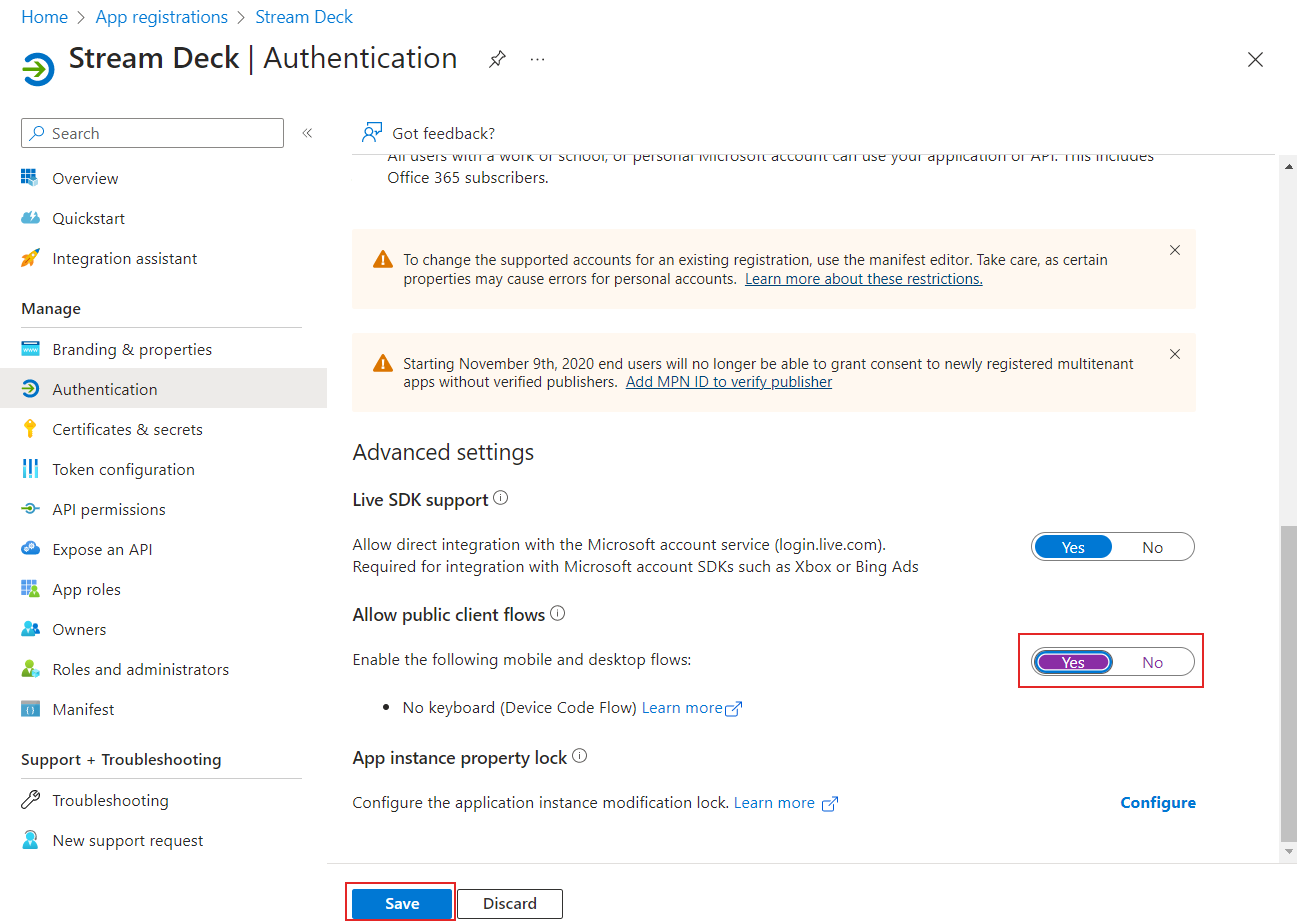 Home > App registrations > Stream Deck
Stream Deck | Authentication
Search
Overview
Quickstart
Integration assistant
Manage
Branding & properties
Authentication
Certificates & secrets
Token configuration
API permissions
Expose an API
App roles
Owners
Roles and administrators
Manifest
Support + Troubleshooting
Troubleshooting
New support request
Got feedback?
All users with a work or school, or personal Microsoft account can use your application or API. This includes
Office 365 subscribers.
To change the supported accounts for an existing registration, use the manifest editor. Take care, as certain
properties may cause errors for personal accounts. Learn more about these restrictions.
Starting November 9th, 2020 end users will no longer be able to grant consent to newly registered multitenant
apps without verified publishers. Add MPN ID to verify publisher
Advanced settings
Live SDK support
Allow direct integration with the Microsoft account service (login.live.com).
Required for integration with Microsoft account SDKs such as Xbox or Bing Ads
Yes No
Allow public client flows
Enable the following mobile and desktop flows:
Yes No
• No keyboard (Device Code Flow) Learn more
App instance property lock
Configure the application instance modification lock. Learn more
Configure
Save Discard